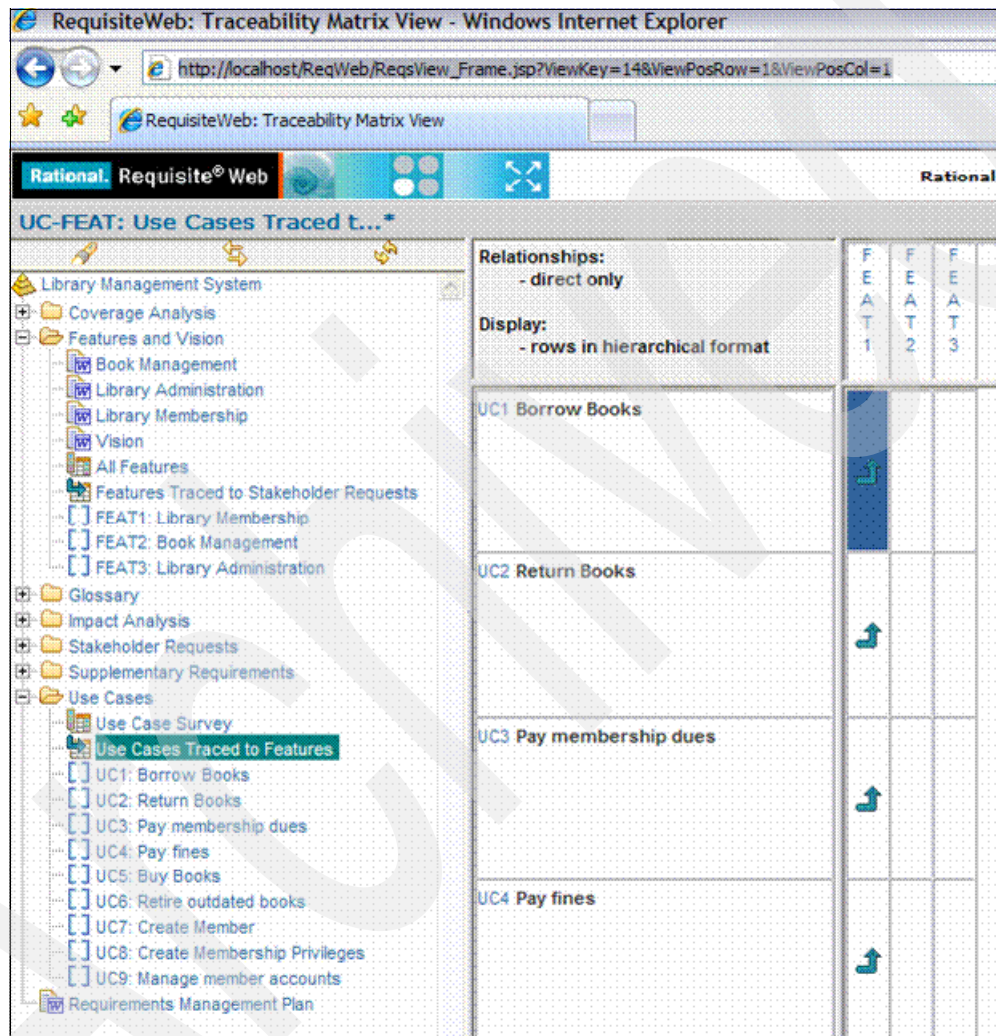 RequisiteWeb: Traceability Matrix View - Windows Internet Explorer
http://localhost/ReqWeb/ReqsView_Frame.jsp?ViewKey=14&ViewPosRow=1&ViewPosCol=1
RequisiteWeb: Traceability Matrix View
Rational. Requisite® Web
Rational
UC-FEAT: Use Cases Traced t...*
Library Management System
Coverage Analysis
Features and Vision
Book Management
Library Administration
Library Membership
Vision
All Features
Features Traced to Stakeholder Requests
FEAT1: Library Membership
FEAT2: Book Management
FEAT3: Library Administration
Glossary
Impact Analysis
Stakeholder Requests
Supplementary Requirements
Use Cases
Use Case Survey
Use Cases Traced to Features
UC1: Borrow Books
UC2: Return Books
UC3: Pay membership dues
UC4: Pay fines
UC5: Buy Books
UC6: Retire outdated books
UC7: Create Member
UC8: Create Membership Privileges
UC9: Manage member accounts
Requirements Management Plan
Relationships:
- direct only
Display:
- rows in hierarchical format
FEAT1
FEAT2
FEAT3
UC1 Borrow Books
UC2 Return Books
UC3 Pay membership dues
UC4 Pay fines